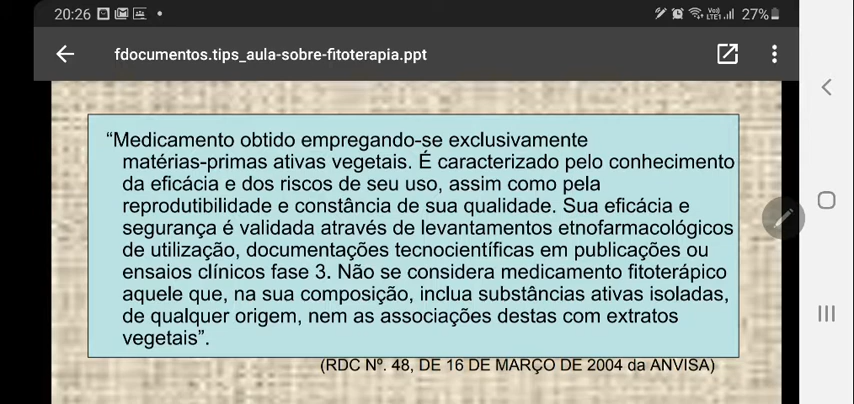 20:26
LTE1 27%
fdocumentos.tips_aula-sobre-fitoterapia.ppt
“Medicamento obtido empregando-se exclusivamente
matérias-primas ativas vegetais. É caracterizado pelo conhecimento
da eficácia e dos riscos de seu uso, assim como pela
reprodutibilidade e constância de sua qualidade. Sua eficácia e
segurança é validada através de levantamentos etnofarmacológicos
de utilização, documentações tecnocientíficas em publicações ou
ensaios clínicos fase 3. Não se considera medicamento fitoterápico
aquele que, na sua composição, inclua substâncias ativas isoladas,
de qualquer origem, nem as associações destas com extratos
vegetais”.
(RDC Nº. 48, DE 16 DE MARÇO DE 2004 da ANVISA)